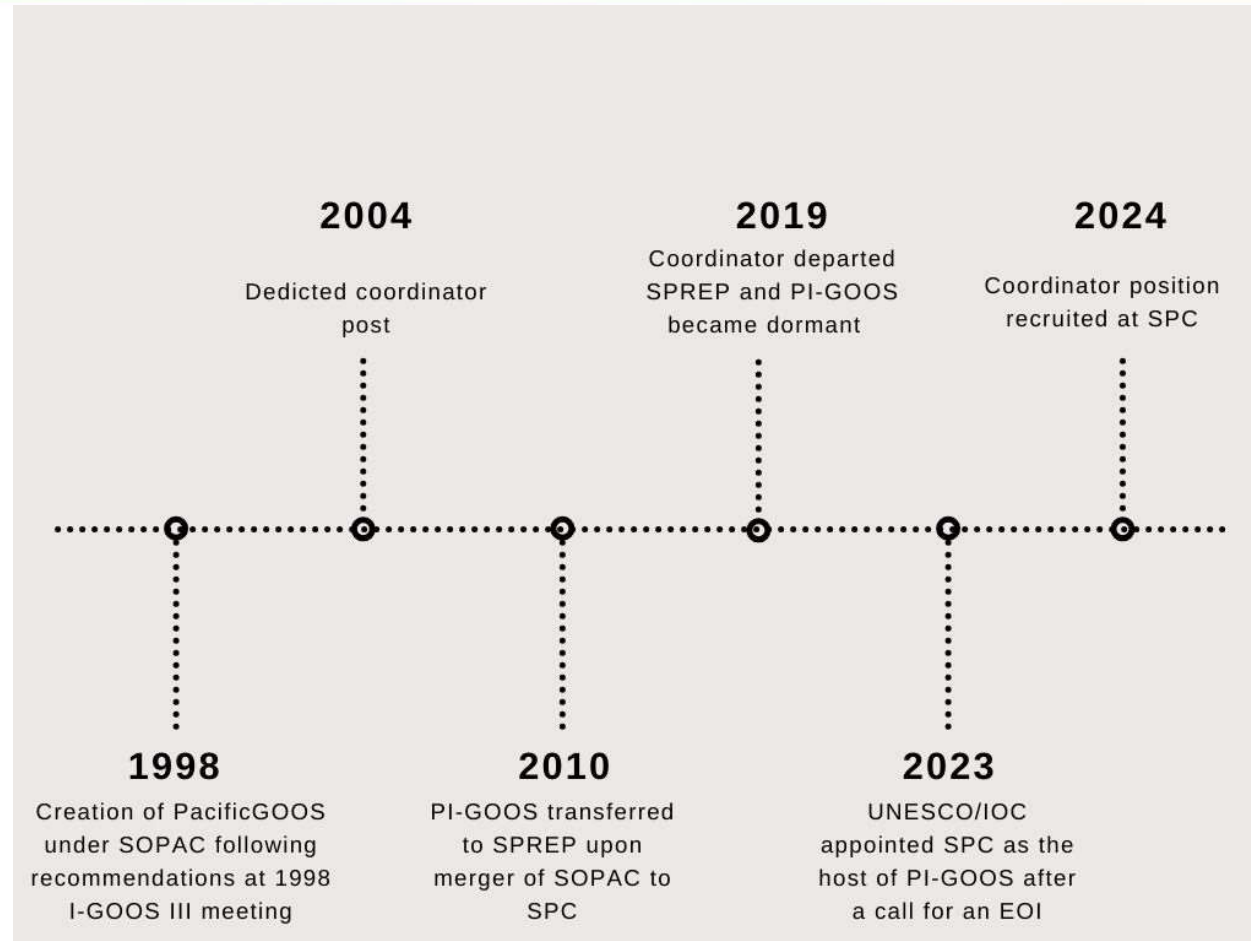 2004
Dedicted coordinator
post
2019
Coordinator departed
SPREP and PI-GOOS
became dormant
2024
Coordinator position
recruited at SPC
1998
Creation of PacificGOOS
under SOPAC following
recommendations at 1998
I-GOOS III meeting
2010
PI-GOOS transferred
to SPREP upon
merger of SOPAC to
SPC
2023
UNESCO/IOC
appointed SPC as the
host of PI-GOOS after
a call for an EOI